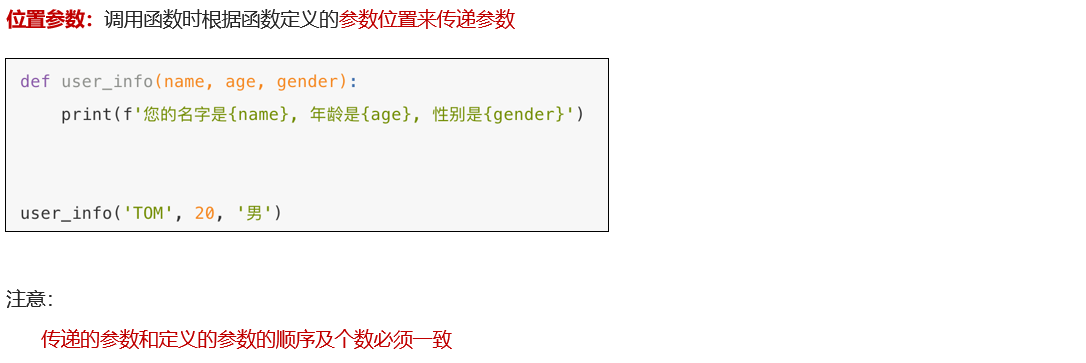 位置参数：调用函数时根据函数定义的参数位置来传递参数
def user_info(name, age, gender):
    print(f'您的名字是{name}, 年龄是{age}, 性别是{gender}')
user_info('TOM', 20, '男')
注意：
传递的参数和定义的参数的顺序及个数必须一致